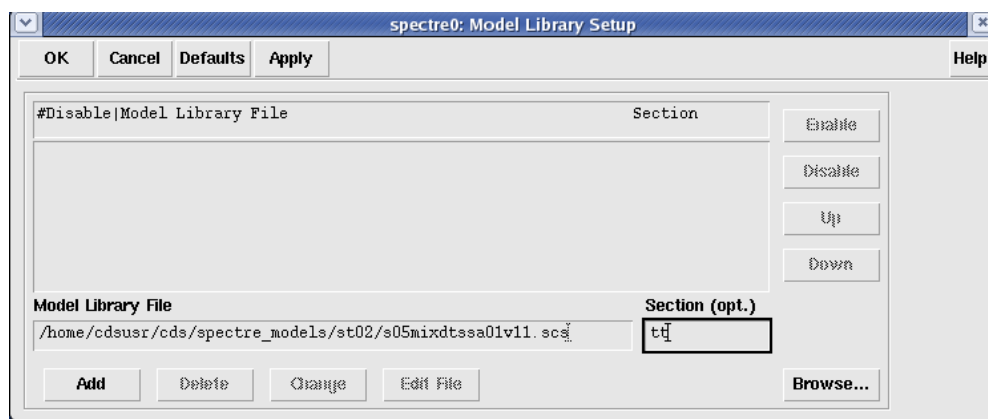 spectre0: Model Library Setup
OK Cancel Defaults Apply Help
#Disable|Model Library File Section
Enable
Disable
Up
Down
Model Library File Section (opt.)
/home/cdsusr/cds/spectre_models/st02/s05mixdtssa01v11.scs tt
Add Delete Change Edit File Browse...